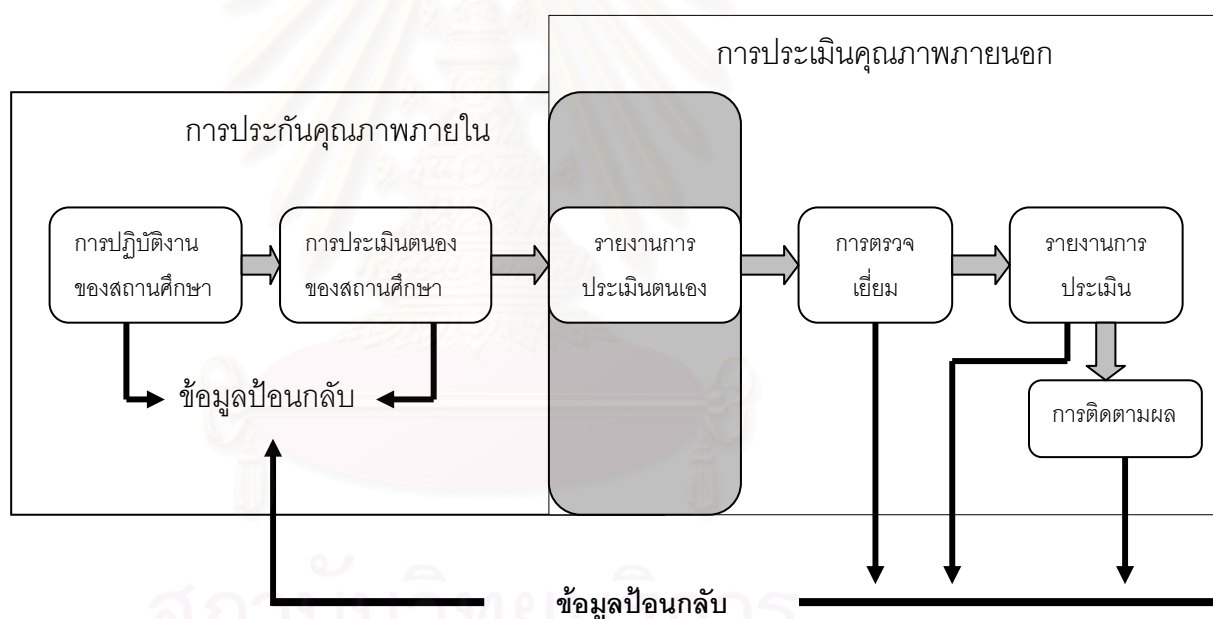 การประเมินคุณภาพภายนอก
การประกันคุณภาพภายใน
การปฏิบัติงาน
ของสถานศึกษา
การประเมินตนอง
ของสถานศึกษา
รายงานการ
ประเมินตนเอง
การตรวจ
เยี่ยม
รายงานการ
ประเมิน
ข้อมูลป้อนกลับ
การติดตามผล
ข้อมูลป้อนกลับ